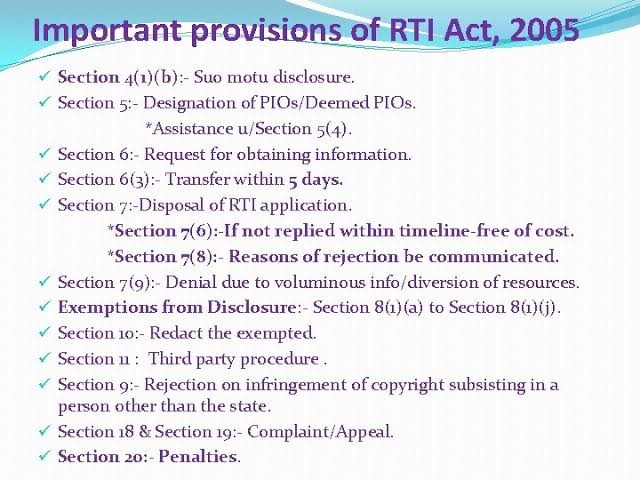 Important provisions of RTI Act, 2005
✓ Section 4(1)(b): - Suo motu disclosure.
✓ Section 5: - Designation of PIOs/Deemed PIOs.
*Assistance u/Section 5(4).
✓ Section 6: - Request for obtaining information.
✓ Section 6(3): - Transfer within 5 days.
✓ Section 7:-Disposal of RTI application.
*Section 7(6): -If not replied within timeline-free of cost.
*Section 7(8): - Reasons of rejection be communicated.
✓ Section 7(9): - Denial due to voluminous info/diversion of resources.
✓ Exemptions from Disclosure: - Section 8(1)(a) to Section 8(1)(j).
✓ Section 10: - Redact the exempted.
✓ Section 11 : Third party procedure .
✓ Section 9: - Rejection on infringement of copyright subsisting in a
person other than the state.
✓ Section 18 & Section 19: - Complaint/Appeal.
✓ Section 20: - Penalties.